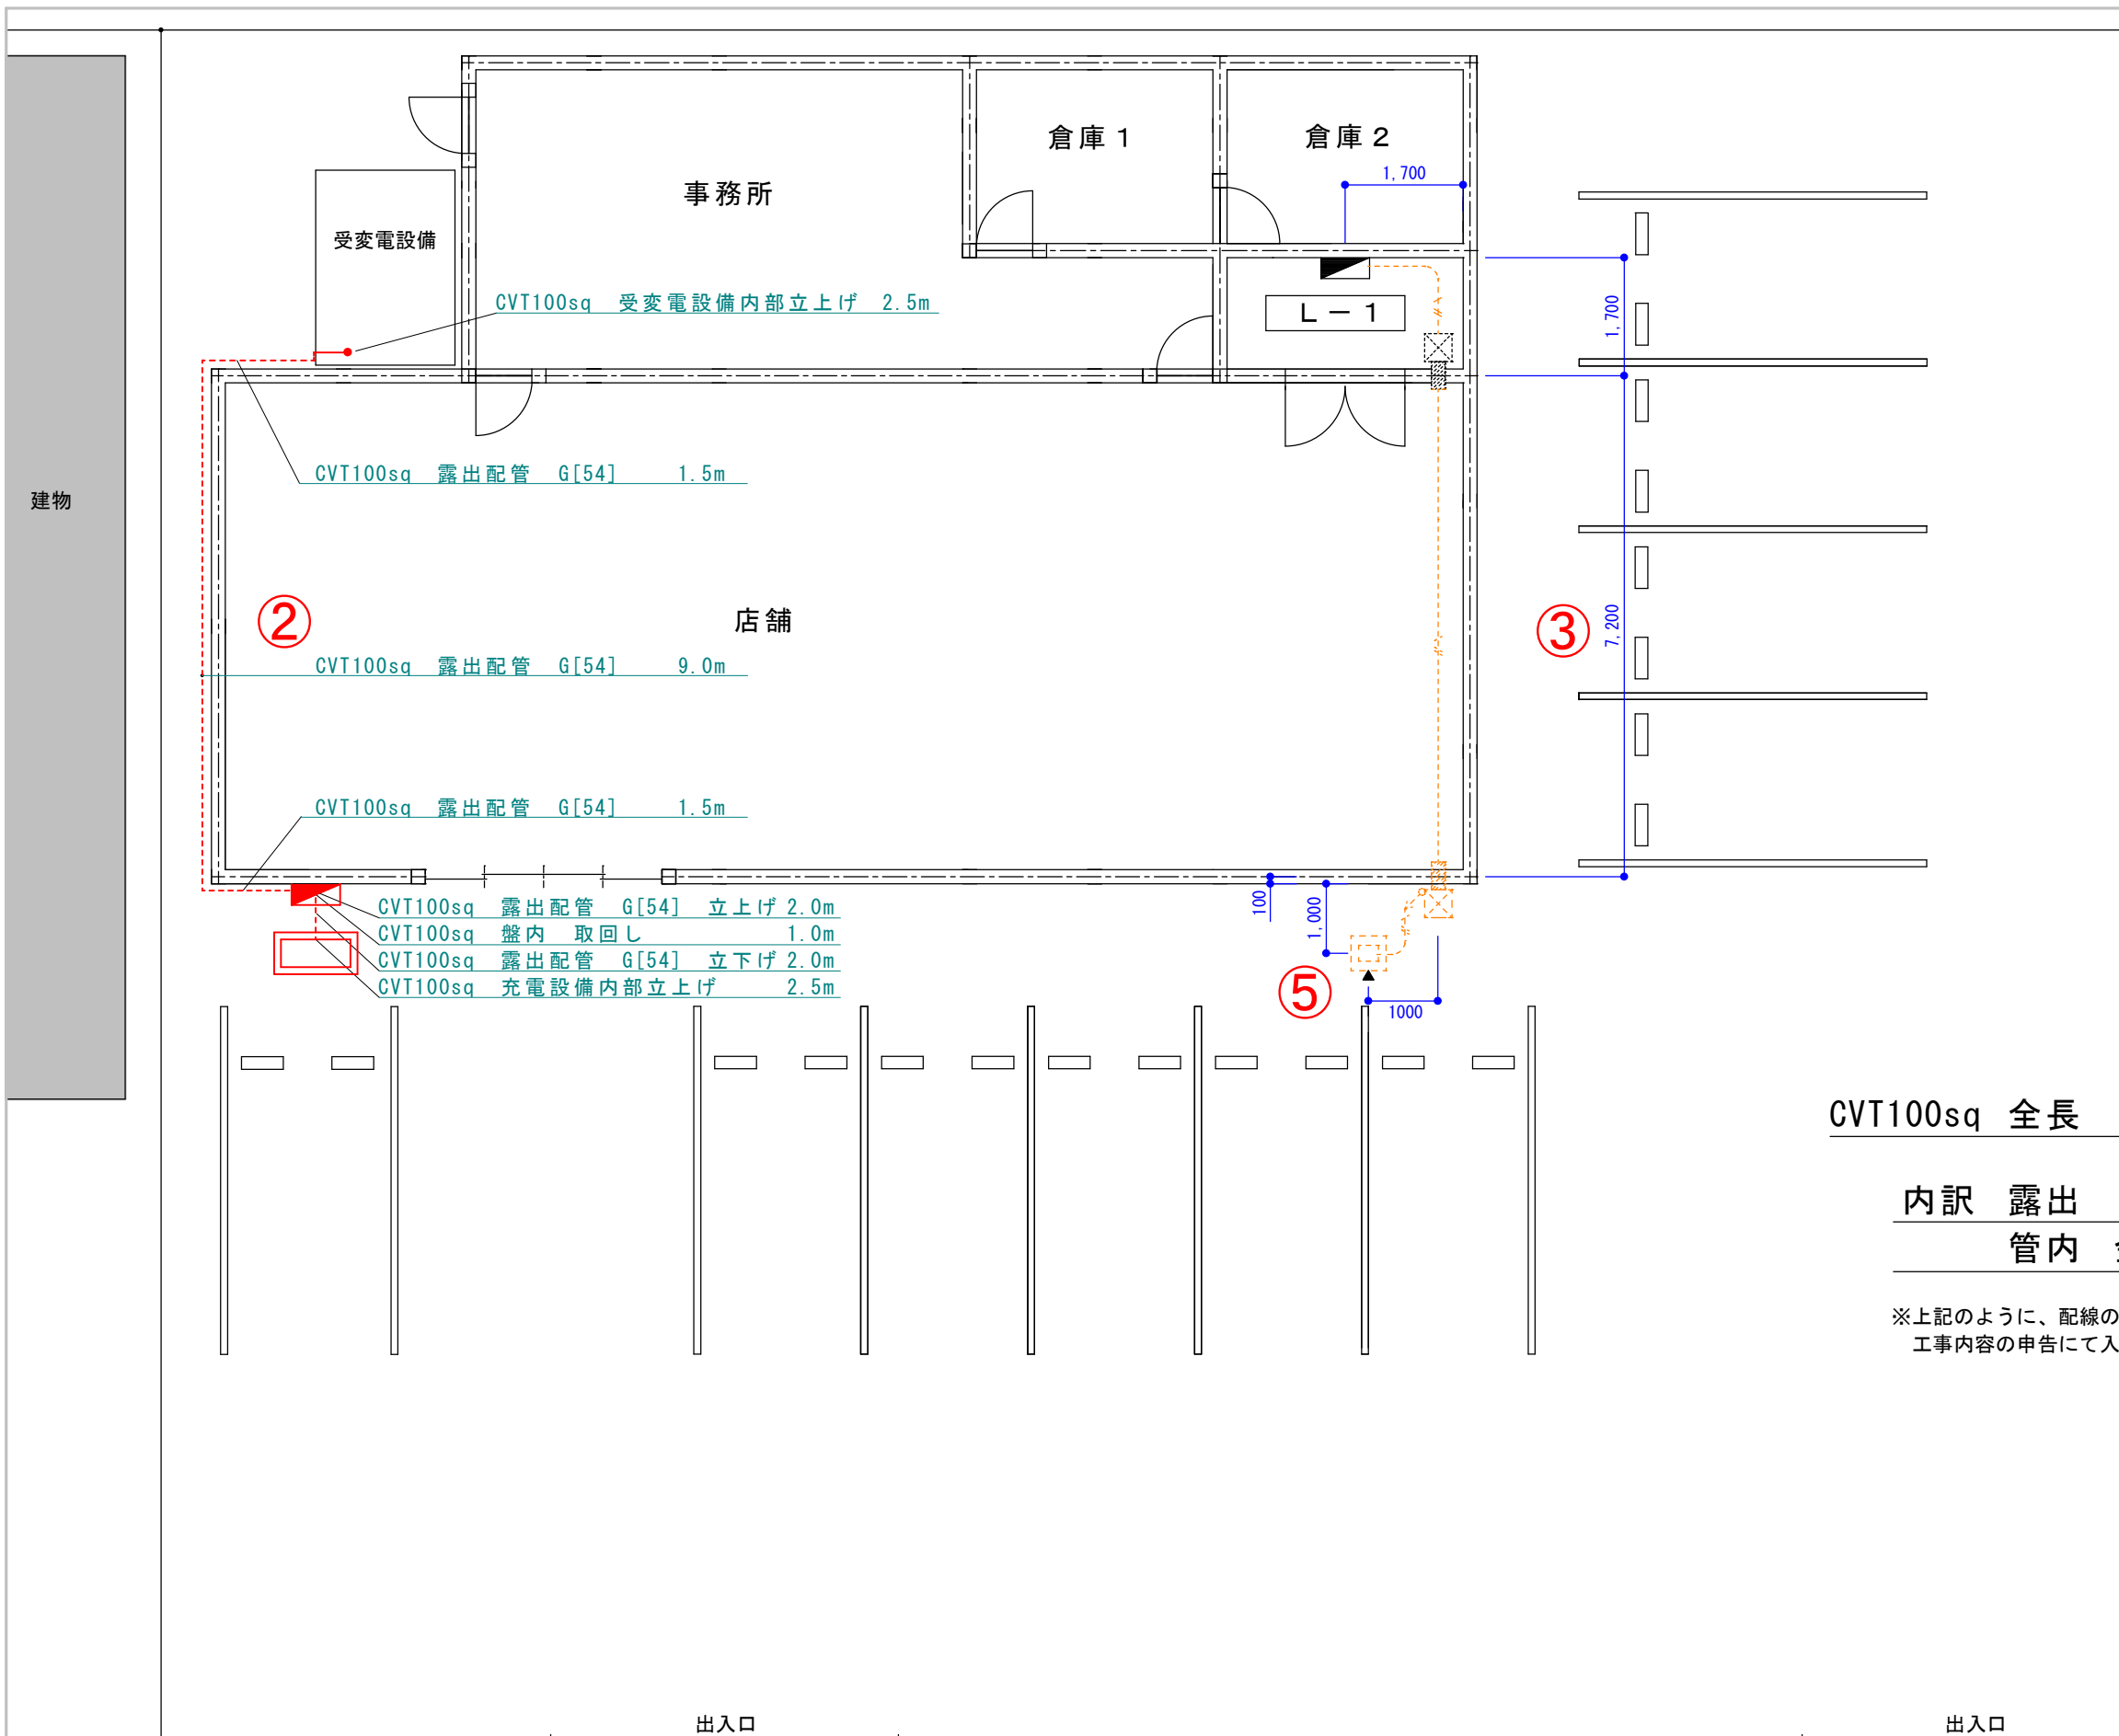 倉庫１
倉庫２
事務所
1,700
受変電設備
CVT100sq　受変電設備内部立上げ　2.5m
L－1
1,700
CVT100sq　露出配管　G[54]　1.5m
建物
②
店舗
③
7,200
CVT100sq　露出配管　G[54]　9.0m
CVT100sq　露出配管　G[54]　1.5m
CVT100sq　露出配管　G[54]　立上げ 2.0m
CVT100sq　盤内　取回し　1.0m
CVT100sq　露出配管　G[54]　立下げ 2.0m
CVT100sq　充電設備内部立上げ　2.5m
100
1,000
⑤
1000
CVT100sq 全長
内訳　露出
管内
※上記のように、配線の
工事内容の申告にて入
出入口
出入口